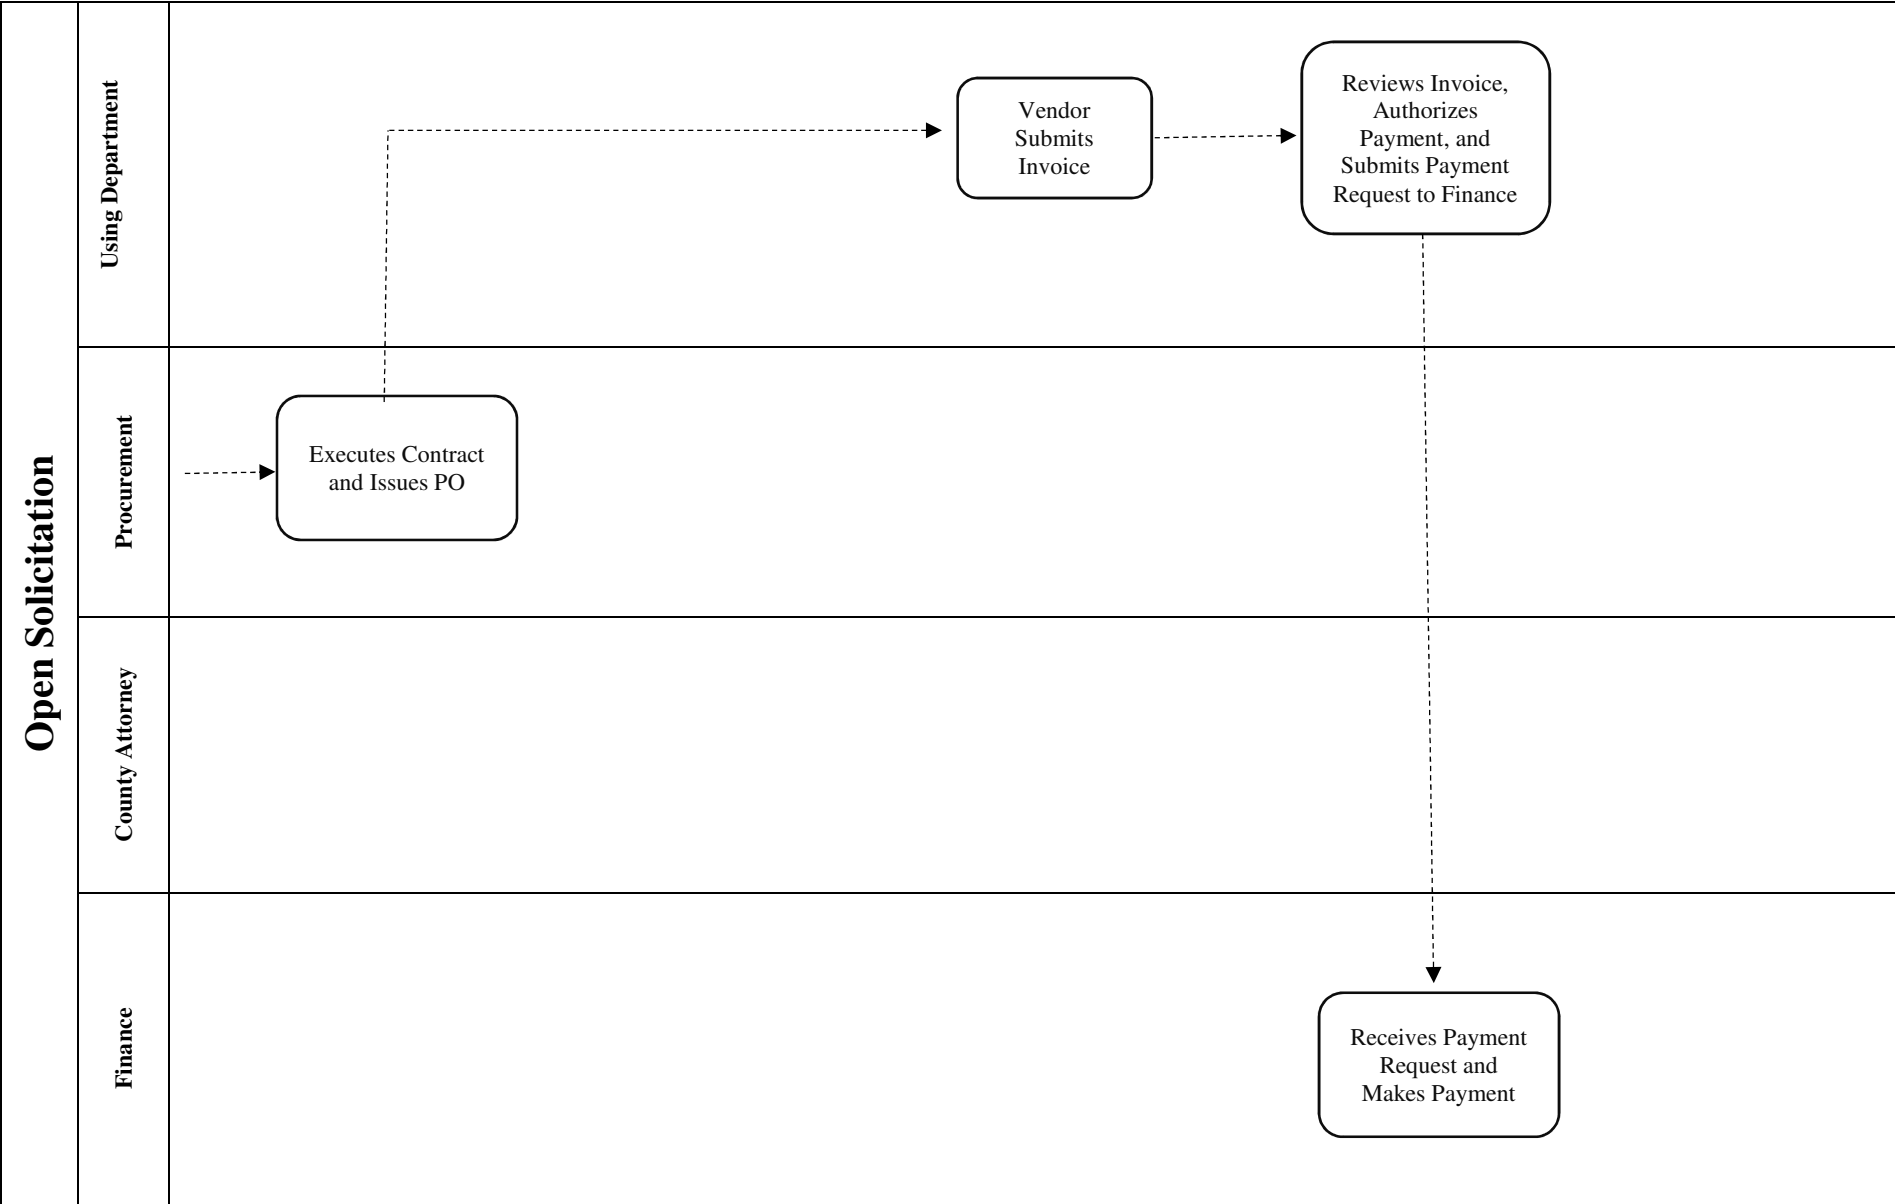 Open Solicitation
Using Department
Vendor
Submits
Invoice
Reviews Invoice,
Authorizes
Payment, and
Submits Payment
Request to Finance
Procurement
Executes Contract
and Issues PO
County Attorney
Finance
Receives Payment
Request and
Makes Payment